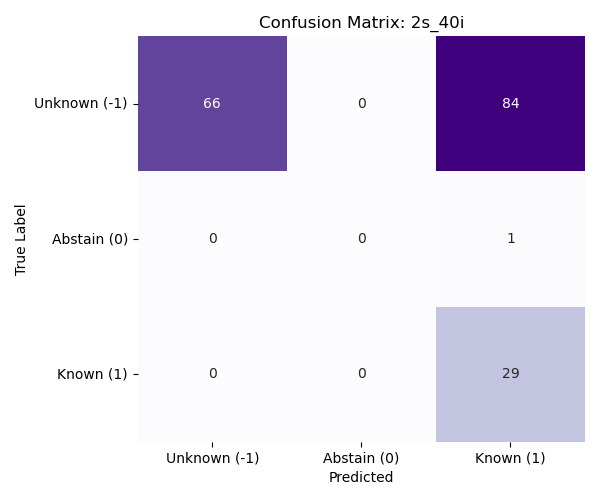 Confusion Matrix: 2s_40i
Unknown (-1) 66 0 84
Abstain (0) 0 0 1
Known (1) 0 0 29
Unknown (-1) Abstain (0) Known (1)
Predicted
True Label